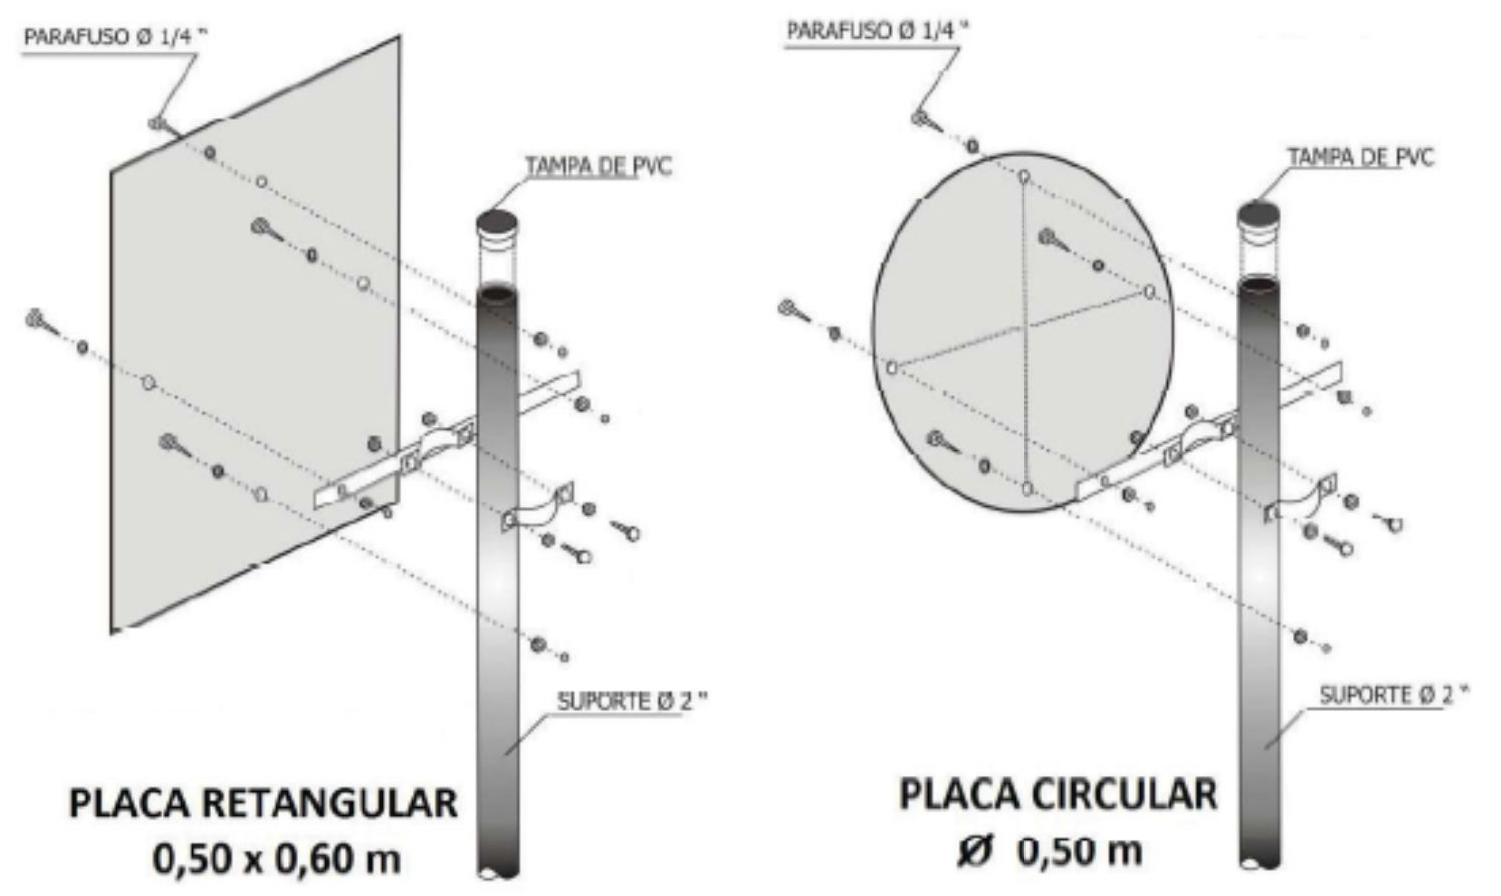 PARAFUSO Ø 1/4 "
TAMPA DE PVC
SUPORTE Ø 2 "
PLACA RETANGULAR
0,50 x 0,60 m
PARAFUSO Ø 1/4 "
TAMPA DE PVC
SUPORTE Ø 2 "
PLACA CIRCULAR
Ø 0,50 m